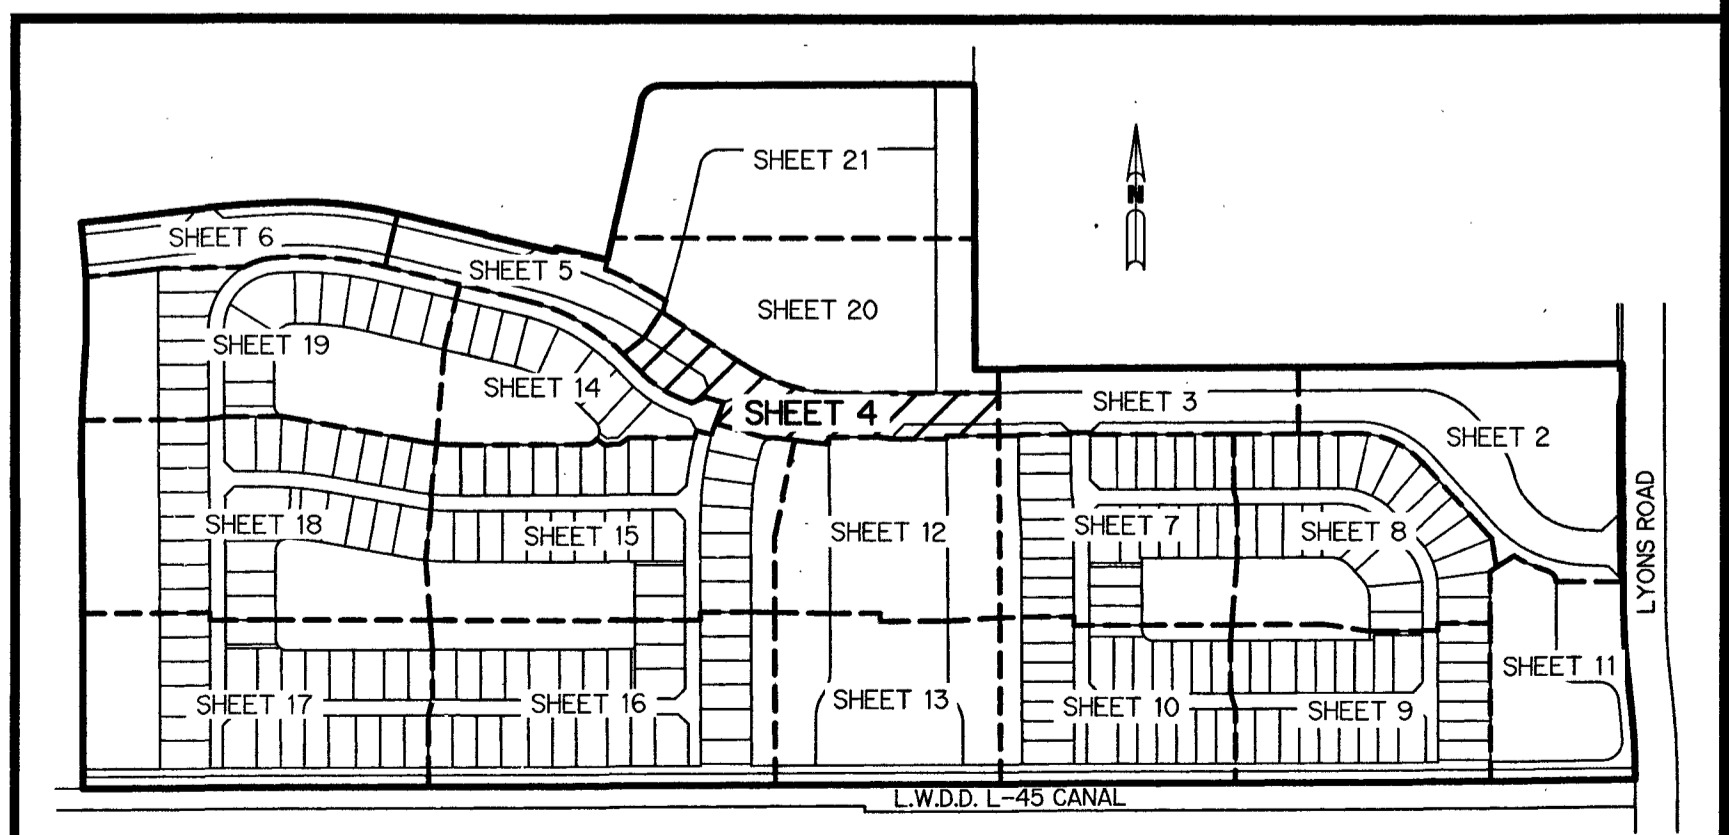 SHEET 21
N
SHEET 6
SHEET 5
SHEET 20
SHEET 19
SHEET 14
SHEET 4
SHEET 3
SHEET 2
SHEET 18
SHEET 15
SHEET 12
SHEET 7
SHEET 8
LYONS ROAD
SHEET 17
SHEET 16
SHEET 13
SHEET 10
SHEET 9
SHEET 11
L.W.D.D. L-45 CANAL